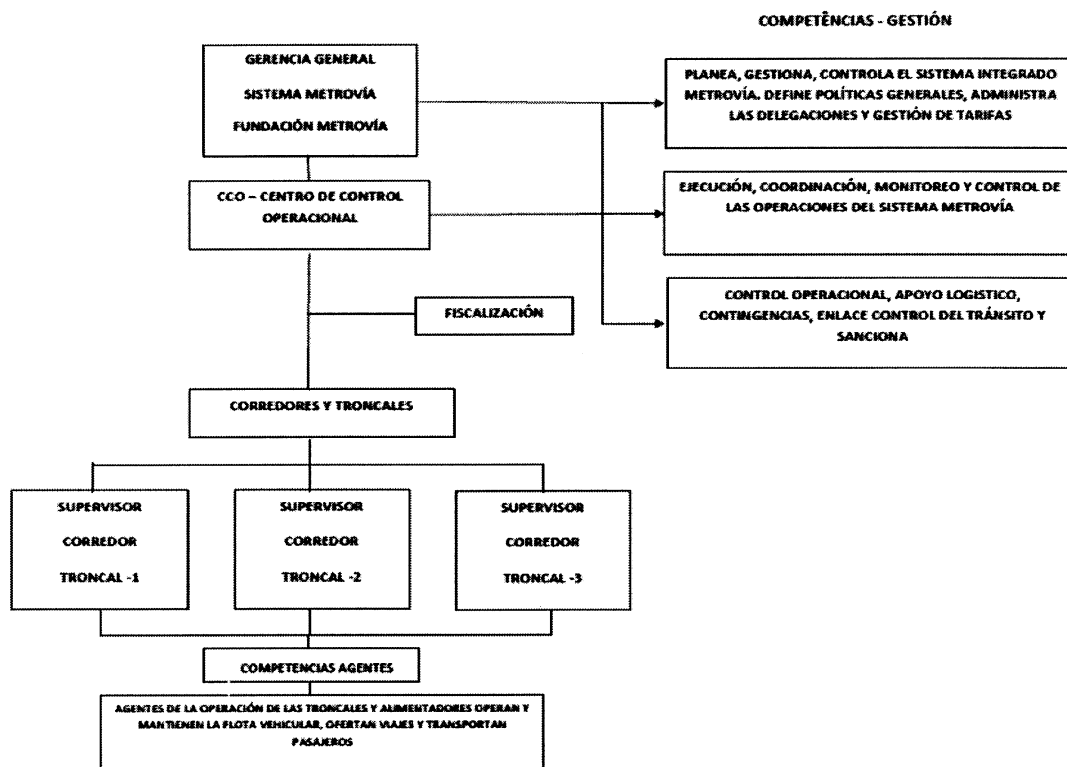 COMPETÊNCIAS - GESTIÓN
GERENCIA GENERAL
SISTEMA METROVÍA
FUNDACIÓN METROVÍA
PLANEA, GESTIONA, CONTROLA EL SISTEMA INTEGRADO
METROVÍA. DEFINE POLÍTICAS GENERALES, ADMINISTRA
LAS DELEGACIONES Y GESTIÓN DE TARIFAS
CCO – CENTRO DE CONTROL
OPERACIONAL
EJECUCIÓN, COORDINACIÓN, MONITOREO Y CONTROL DE
LAS OPERACIONES DEL SISTEMA METROVÍA
FISCALIZACIÓN
CONTROL OPERACIONAL, APOYO LOGISTICO,
CONTINGENCIAS, ENLACE CONTROL DEL TRÁNSITO Y
SANCIONA
CORREDORES Y TRONCALES
SUPERVISOR
CORREDOR
TRONCAL -1
SUPERVISOR
CORREDOR
TRONCAL -2
SUPERVISOR
CORREDOR
TRONCAL -3
COMPETENCIAS AGENTES
AGENTES DE LA OPERACIÓN DE LAS TRONCALES Y ALIMENTADORES OPERAN Y
MANTIENEN LA FLOTA VEHICULAR, OFERTAN VIAJES Y TRANSPORTAN
PASAJEROS